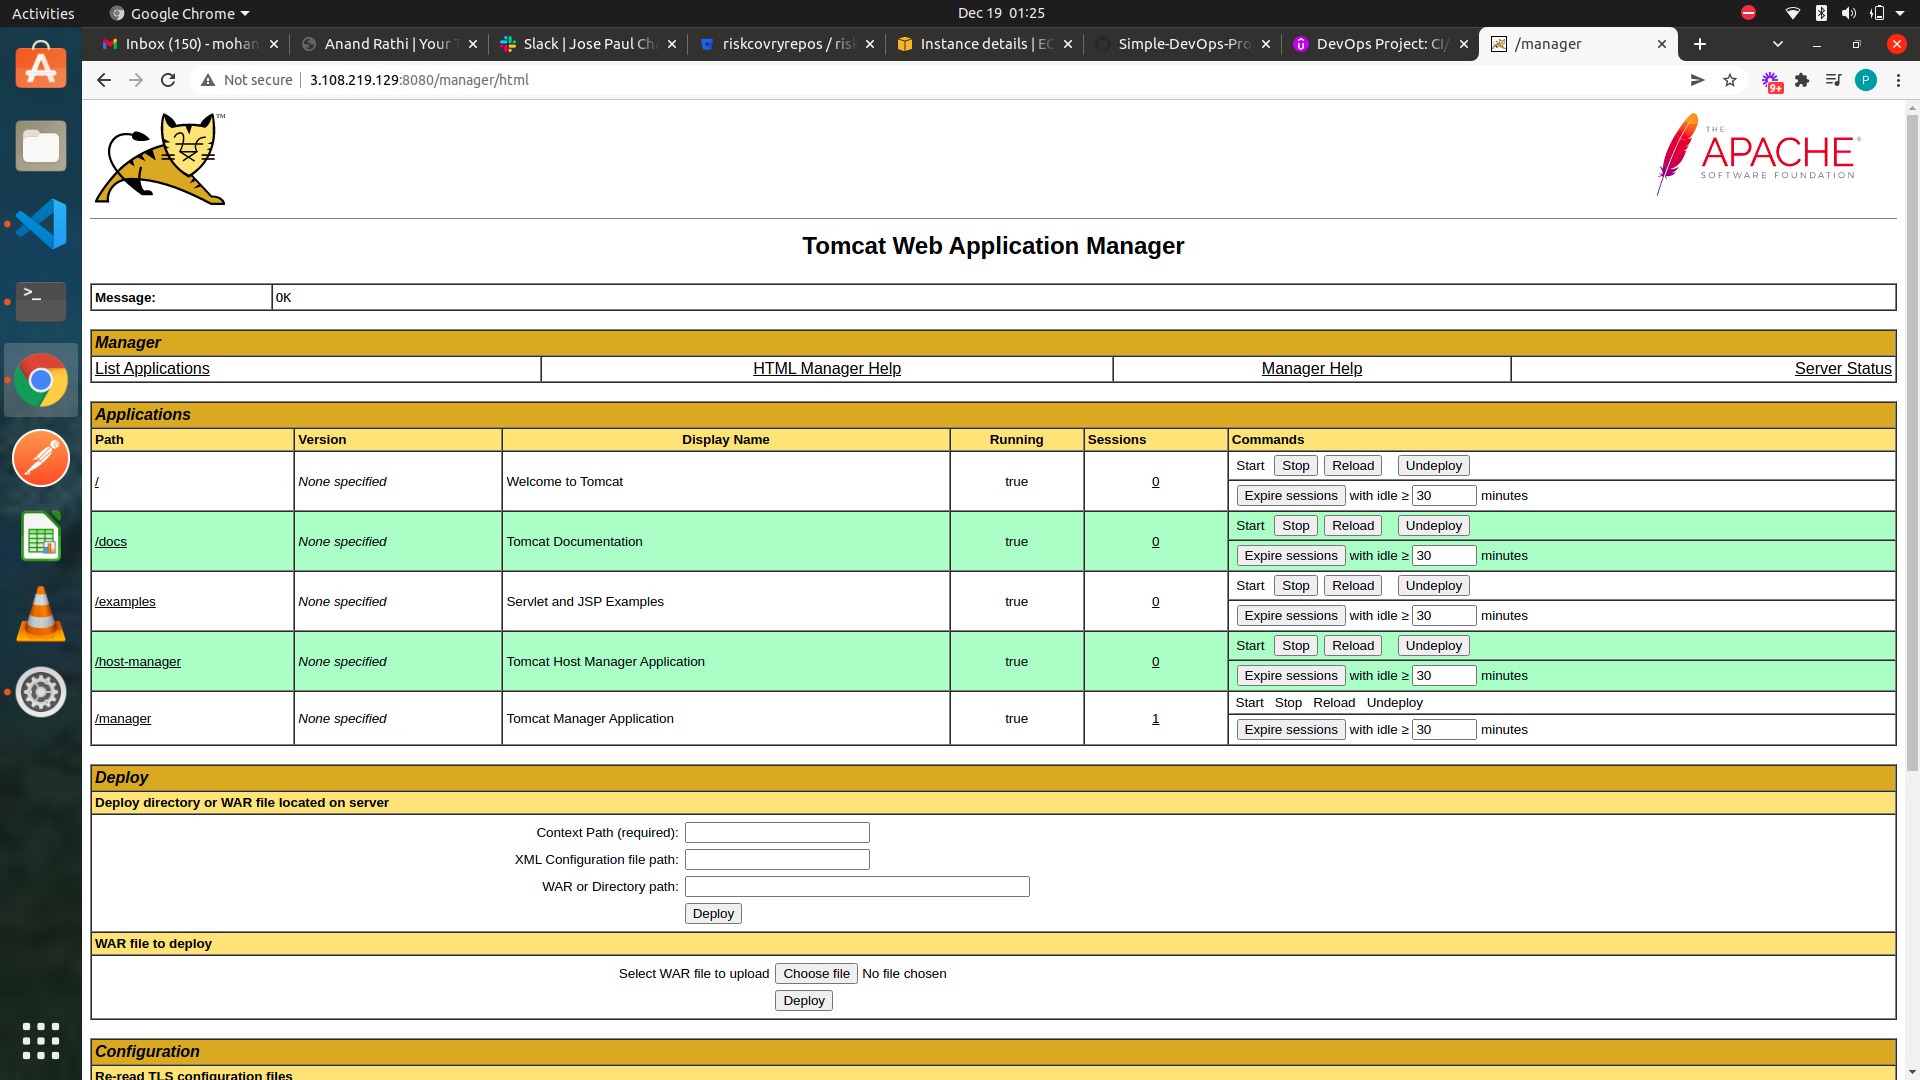 Activities Google Chrome Dec 19 01:25
Inbox (150) - mohan Anand Rathi | Your T Slack | Jose Paul Ch riskcovryrepos / ris Instance details | EC Simple-DevOps-Pro DevOps Project: CI/ /manager
Not secure 3.108.219.129:8080/manager/html 9+ P
TM
THE
APACHE®
SOFTWARE FOUNDATION
Tomcat Web Application Manager
Message: OK
Manager
List Applications HTML Manager Help Manager Help Server Status
Applications
Path Version Display Name Running Sessions Commands
/ None specified Welcome to Tomcat true 0 Start Stop Reload Undeploy
Expire sessions with idle ≥ 30 minutes
/docs None specified Tomcat Documentation true 0 Start Stop Reload Undeploy
Expire sessions with idle ≥ 30 minutes
/examples None specified Servlet and JSP Examples true 0 Start Stop Reload Undeploy
Expire sessions with idle ≥ 30 minutes
/host-manager None specified Tomcat Host Manager Application true 0 Start Stop Reload Undeploy
Expire sessions with idle ≥ 30 minutes
/manager None specified Tomcat Manager Application true 1 Start Stop Reload Undeploy
Expire sessions with idle ≥ 30 minutes
Deploy
Deploy directory or WAR file located on server
Context Path (required):
XML Configuration file path:
WAR or Directory path:
Deploy
WAR file to deploy
Select WAR file to upload Choose file No file chosen
Deploy
Configuration
Re-read TLS configuration files